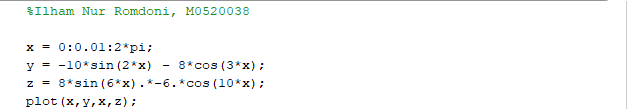 %Ilham Nur Romdoni, M0520038
x = 0:0.01:2*pi;
y = -10*sin(2*x) - 8*cos(3*x);
z = 8*sin(6*x).*-6.*cos(10*x);
plot(x,y,x,z);